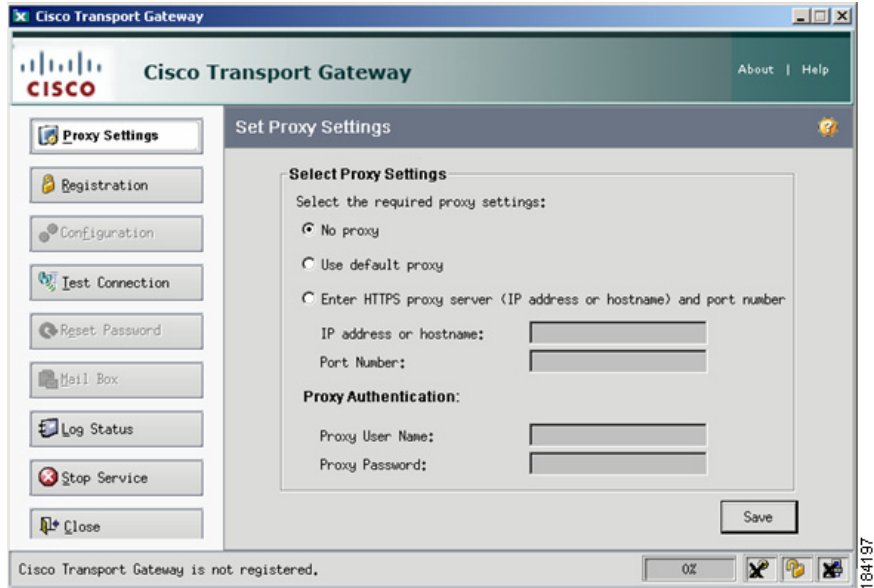 Cisco Transport Gateway
CISCO
Cisco Transport Gateway
About | Help
Proxy Settings
Registration
Configuration
Test Connection
Reset Password
Mail Box
Log Status
Stop Service
Close
Set Proxy Settings
Select Proxy Settings
Select the required proxy settings:
No proxy
Use default proxy
Enter HTTPS proxy server (IP address or hostname) and port number
IP address or hostname:
Port Number:
Proxy Authentication:
Proxy User Name:
Proxy Password:
Save
Cisco Transport Gateway is not registered.
0%
184197